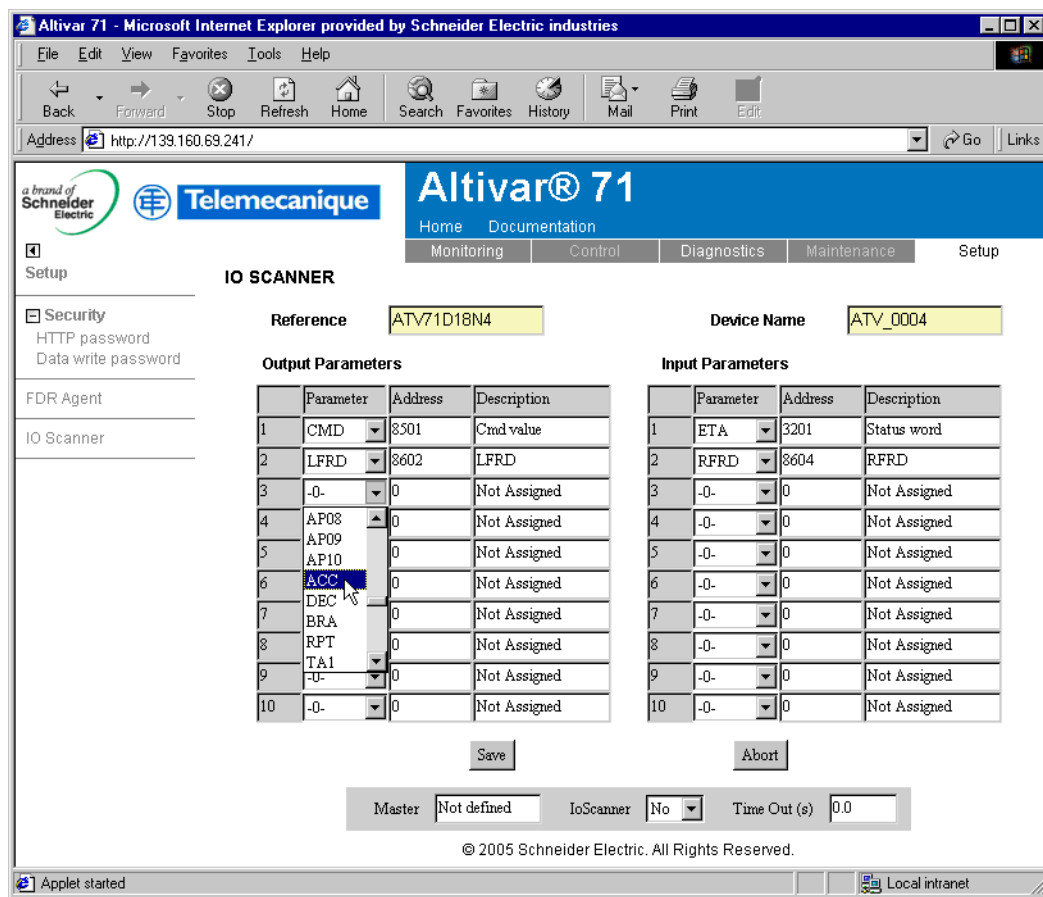 Altivar 71 - Microsoft Internet Explorer provided by Schneider Electric industries
File Edit View Favorites Tools Help
Back Forward Stop Refresh Home Search Favorites History Mail Print Edit
Address http://139.160.69.241/ Go Links
a brand of
Schneider
Electric
Telemecanique
Altivar® 71
Home Documentation
Monitoring Control Diagnostics Maintenance Setup
Setup
IO SCANNER
Security
HTTP password
Data write password
FDR Agent
IO Scanner
Reference ATV71D18N4 Device Name ATV_0004
Output Parameters
Parameter Address Description
1 CMD 8501 Cmd value
2 LFRD 8602 LFRD
3 -0- 0 Not Assigned
4 0 Not Assigned
5 0 Not Assigned
6 0 Not Assigned
7 0 Not Assigned
8 0 Not Assigned
9 -0- 0 Not Assigned
10 -0- 0 Not Assigned
AP08
AP09
AP10
ACC
DEC
BRA
RPT
TA1
Input Parameters
Parameter Address Description
1 ETA 3201 Status word
2 RFRD 8604 RFRD
3 -0- 0 Not Assigned
4 -0- 0 Not Assigned
5 -0- 0 Not Assigned
6 -0- 0 Not Assigned
7 -0- 0 Not Assigned
8 -0- 0 Not Assigned
9 -0- 0 Not Assigned
10 -0- 0 Not Assigned
Save Abort
Master Not defined IoScanner No Time Out (s) 0.0
© 2005 Schneider Electric. All Rights Reserved.
Applet started Local intranet